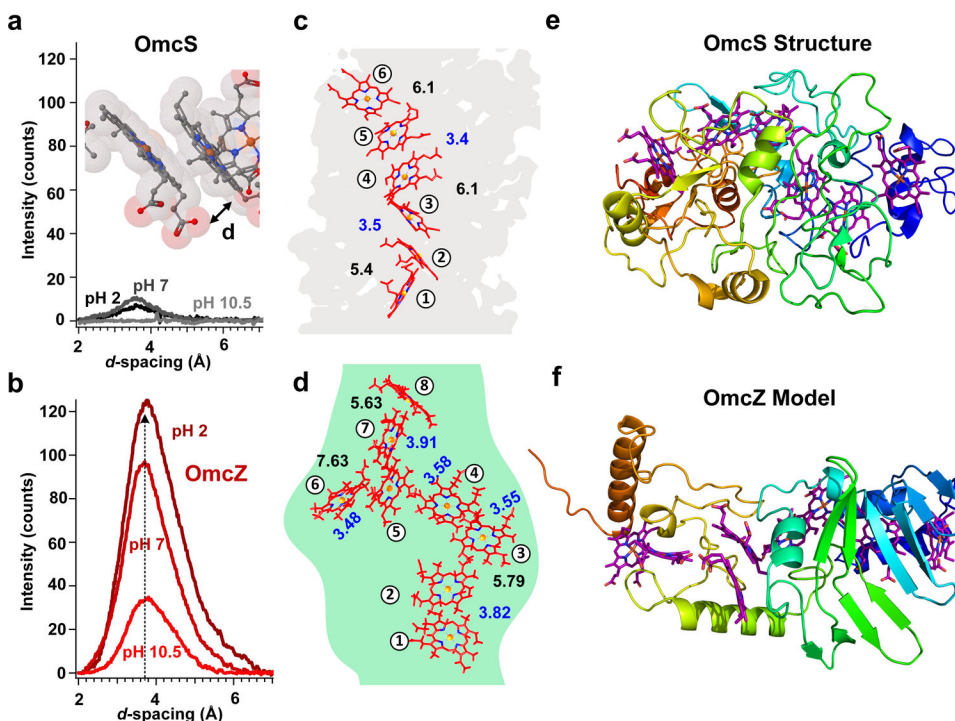 a
OmcS
Intensity (counts)
120
100
80
60
40
20
0
d
pH 2
pH 7
pH 10.5
2
4
6
d-spacing (Å)
b
Intensity (counts)
120
100
80
60
40
20
0
pH 2
OmcZ
pH 7
pH 10.5
2
4
6
d-spacing (Å)
c
6
6.1
5
3.4
4
6.1
3
3.5
2
5.4
1
d
8
5.63
7
3.91
7.63
3.58
4
6
3.55
3.48
5
3
5.79
2
3.82
1
e
OmcS Structure
f
OmcZ Model